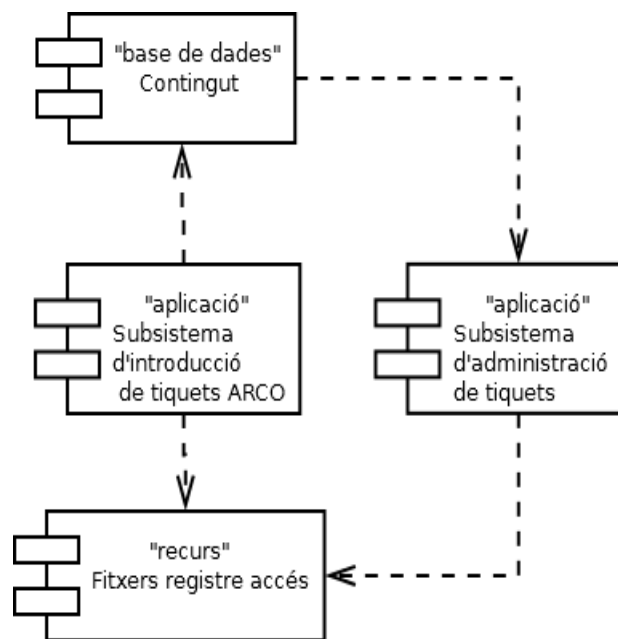 "base de dades"
Contingut
"aplicació"
Subsistema
d'introducció
de tiquets ARCO
"aplicació"
Subsistema
d'administració
de tiquets
"recurs"
Fitxers registre accés